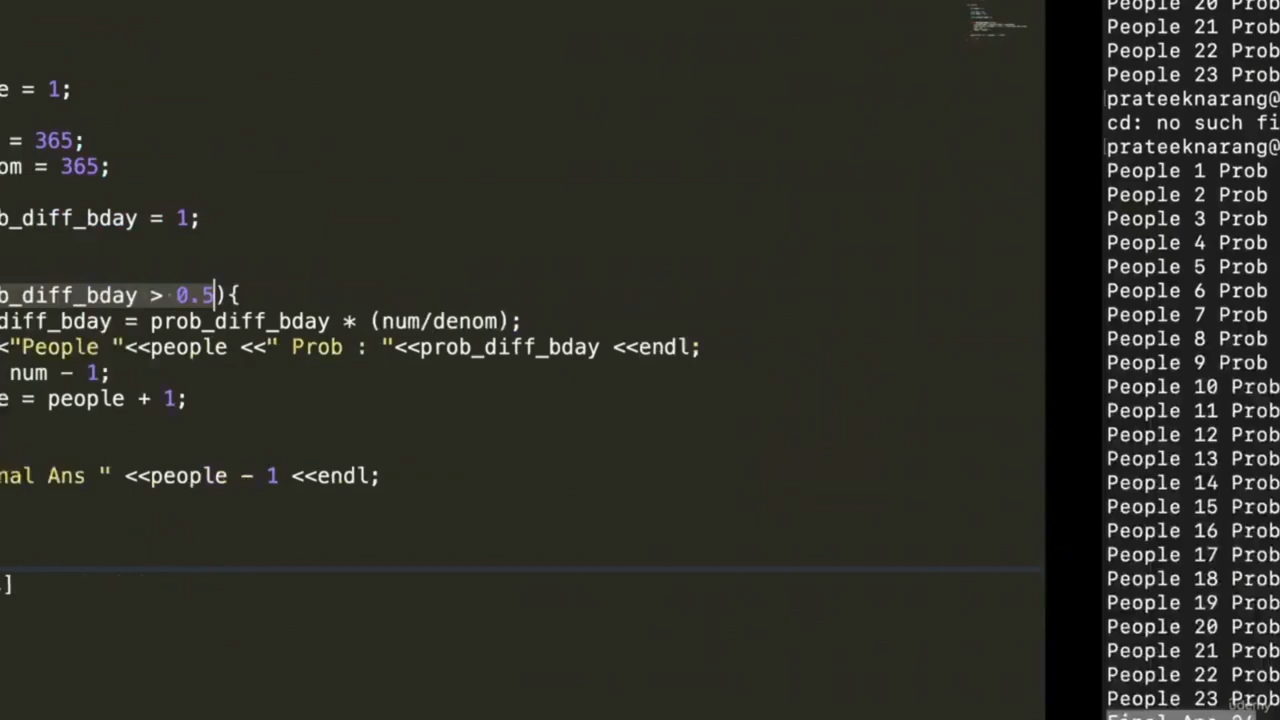 e = 1;
= 365;
om = 365;
b_diff_bday = 1;
b_diff_bday > 0.5){
diff_bday = prob_diff_bday * (num/denom);
<"People "<<people <<" Prob : "<<prob_diff_bday <<endl;
num - 1;
e = people + 1;
nal Ans " <<people - 1 <<endl;
]
People 20 Prob
People 21 Prob
People 22 Prob
People 23 Prob
prateeknarang@
cd: no such fi
prateeknarang@
People 1 Prob
People 2 Prob
People 3 Prob
People 4 Prob
People 5 Prob
People 6 Prob
People 7 Prob
People 8 Prob
People 9 Prob
People 10 Prob
People 11 Prob
People 12 Prob
People 13 Prob
People 14 Prob
People 15 Prob
People 16 Prob
People 17 Prob
People 18 Prob
People 19 Prob
People 20 Prob
People 21 Prob
People 22 Prob
People 23 Prob
udemy